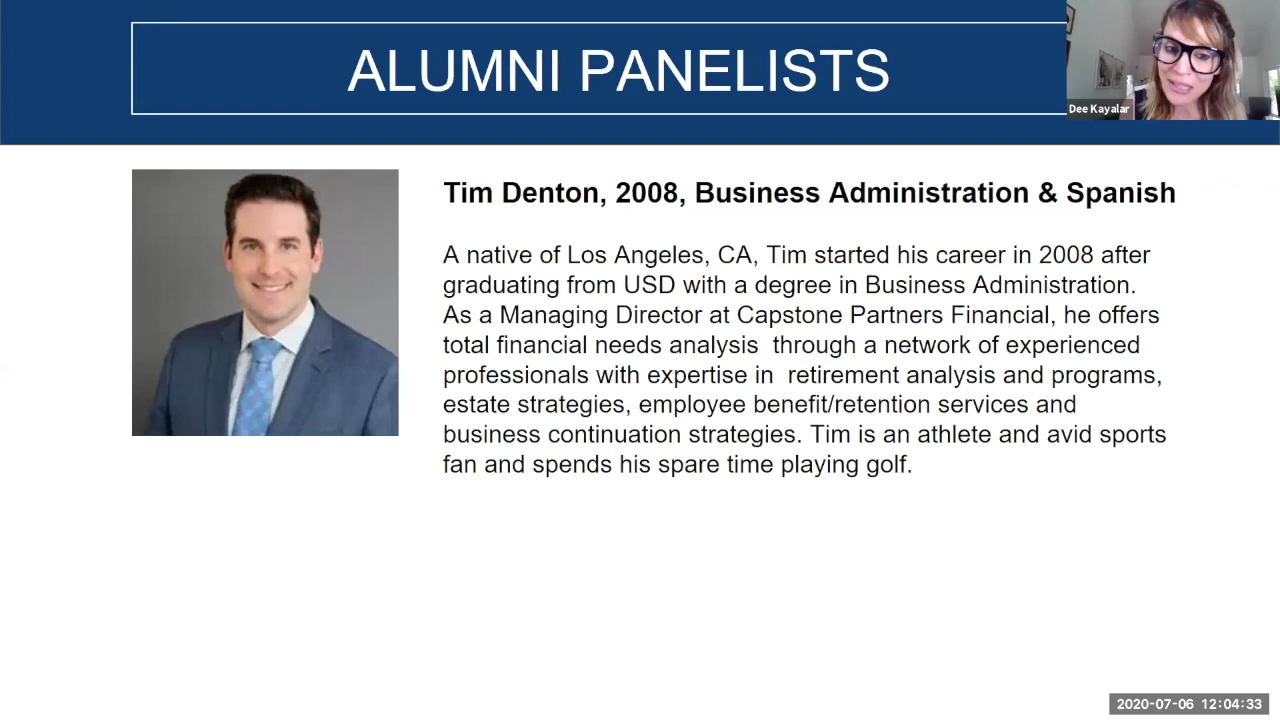 ALUMNI PANELISTS
Dee Kayalar
Tim Denton, 2008, Business Administration & Spanish
A native of Los Angeles, CA, Tim started his career in 2008 after
graduating from USD with a degree in Business Administration.
As a Managing Director at Capstone Partners Financial, he offers
total financial needs analysis  through a network of experienced
professionals with expertise in  retirement analysis and programs,
estate strategies, employee benefit/retention services and
business continuation strategies. Tim is an athlete and avid sports
fan and spends his spare time playing golf.
2020-07-06 12:04:33